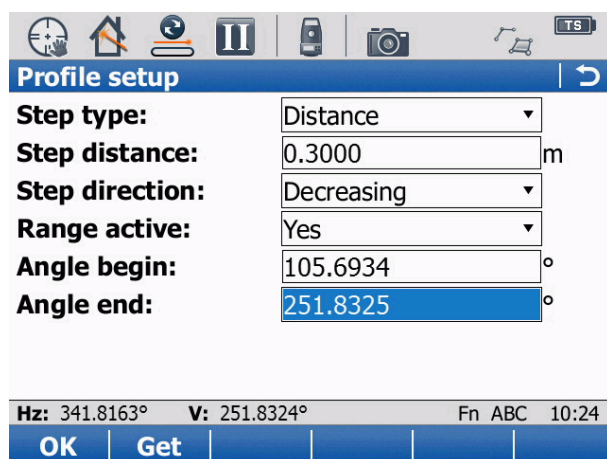 II
TS
Profile setup
Step type: Distance
Step distance: 0.3000 m
Step direction: Decreasing
Range active: Yes
Angle begin: 105.6934 °
Angle end: 251.8325 °
Hz: 341.8163° V: 251.8324° Fn ABC 10:24
OK Get